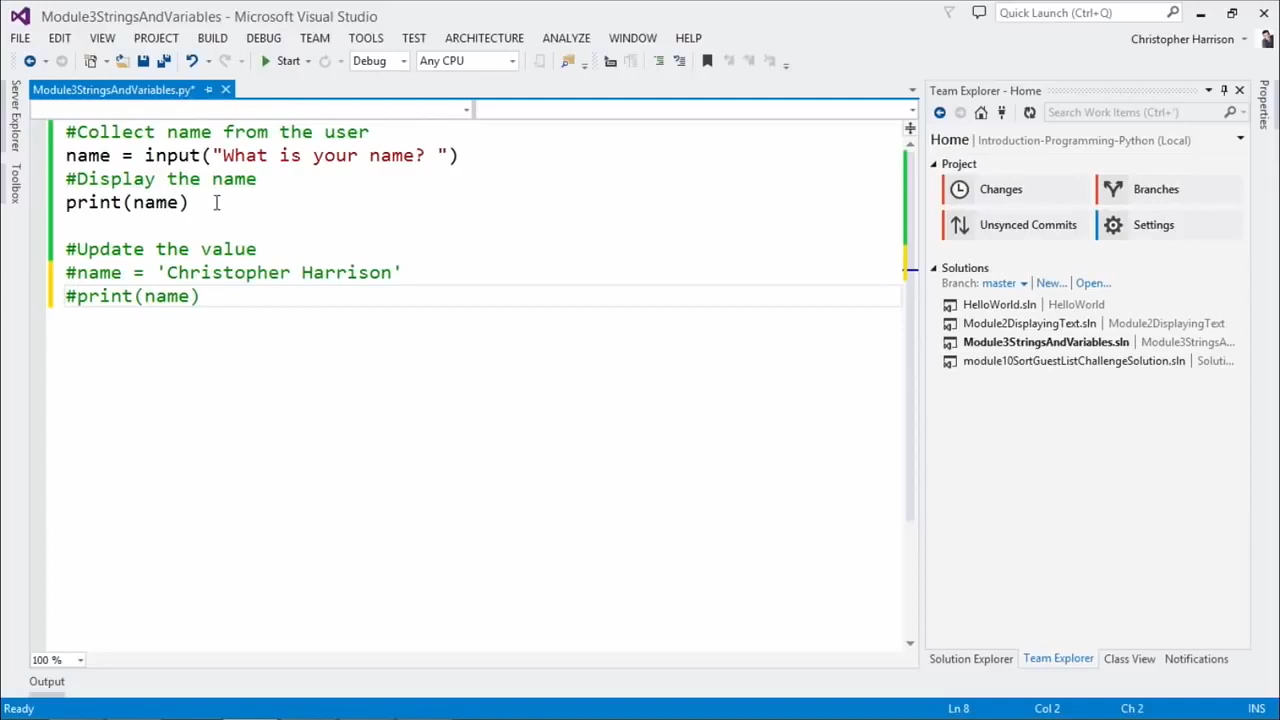 Module3StringsAndVariables - Microsoft Visual Studio
Quick Launch (Ctrl+Q)
FILE EDIT VIEW PROJECT BUILD DEBUG TEAM TOOLS TEST ARCHITECTURE ANALYZE WINDOW HELP
Christopher Harrison
Start Debug Any CPU
Server Explorer
Toolbox
Module3StringsAndVariables.py*
#Collect name from the user
name = input("What is your name? ")
#Display the name
print(name)
#Update the value
#name = 'Christopher Harrison'
#print(name)
100 %
Output
Team Explorer - Home
Search Work Items (Ctrl+')
Home Introduction-Programming-Python (Local)
Project
Changes Branches
Unsynced Commits Settings
Solutions
Branch: master New... Open...
HelloWorld.sln HelloWorld
Module2DisplayingText.sln Module2DisplayingText
Module3StringsAndVariables.sln Module3StringsA...
module10SortGuestListChallengeSolution.sln Soluti...
Solution Explorer Team Explorer Class View Notifications
Properties
Ready Ln 8 Col 2 Ch 2 INS